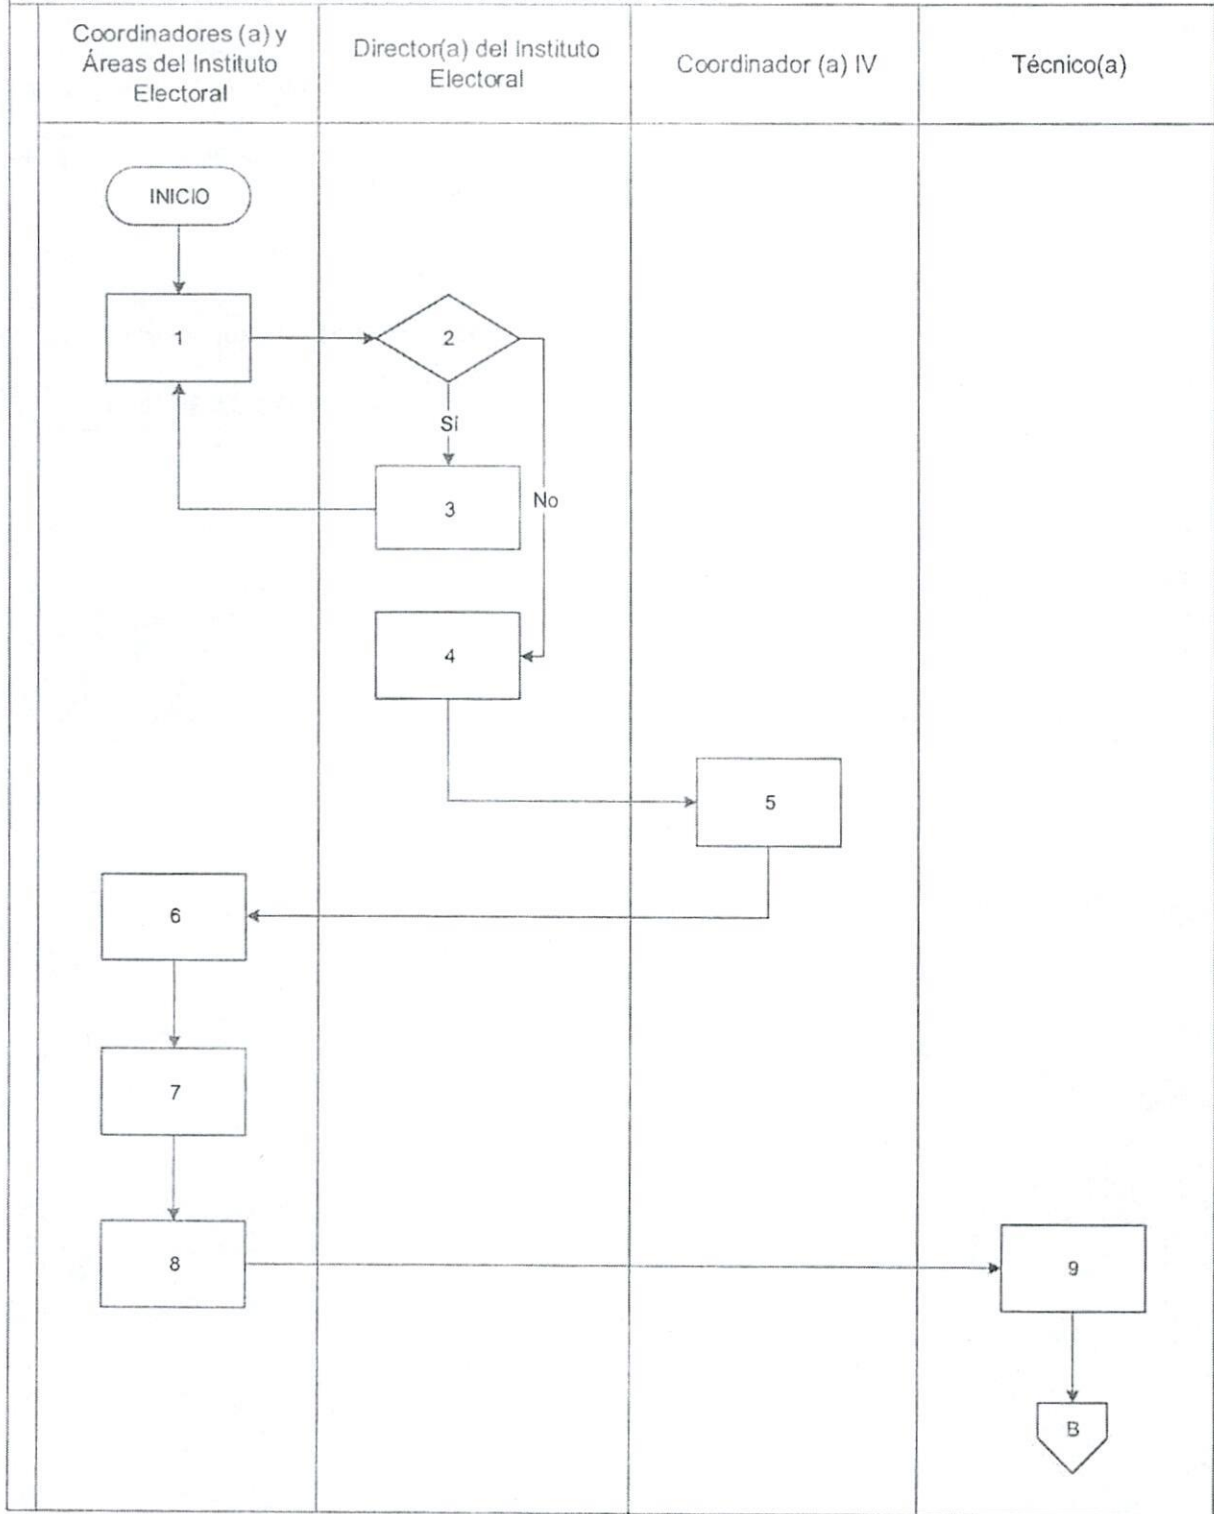 Coordinadores (a) y
Áreas del Instituto
Electoral
Director(a) del Instituto
Electoral
Coordinador (a) IV
Técnico(a)
INICIO
1
2
Si
3
No
4
5
6
7
8
9
B